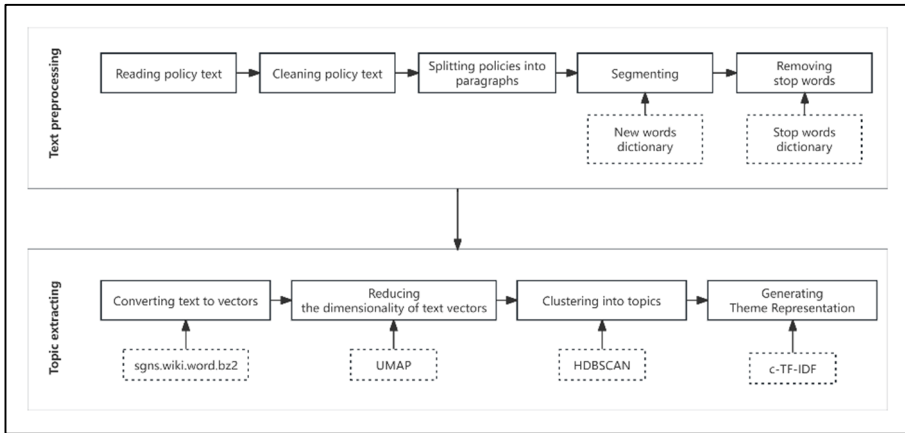 Text preprocessing
Reading policy text
Cleaning policy text
Splitting policies into
paragraphs
Segmenting
Removing
stop words
New words
dictionary
Stop words
dictionary
Topic extracting
Converting text to vectors
Reducing
the dimensionality of text vectors
Clustering into topics
Generating
Theme Representation
sgns.wiki.word.bz2
UMAP
HDBSCAN
c-TF-IDF